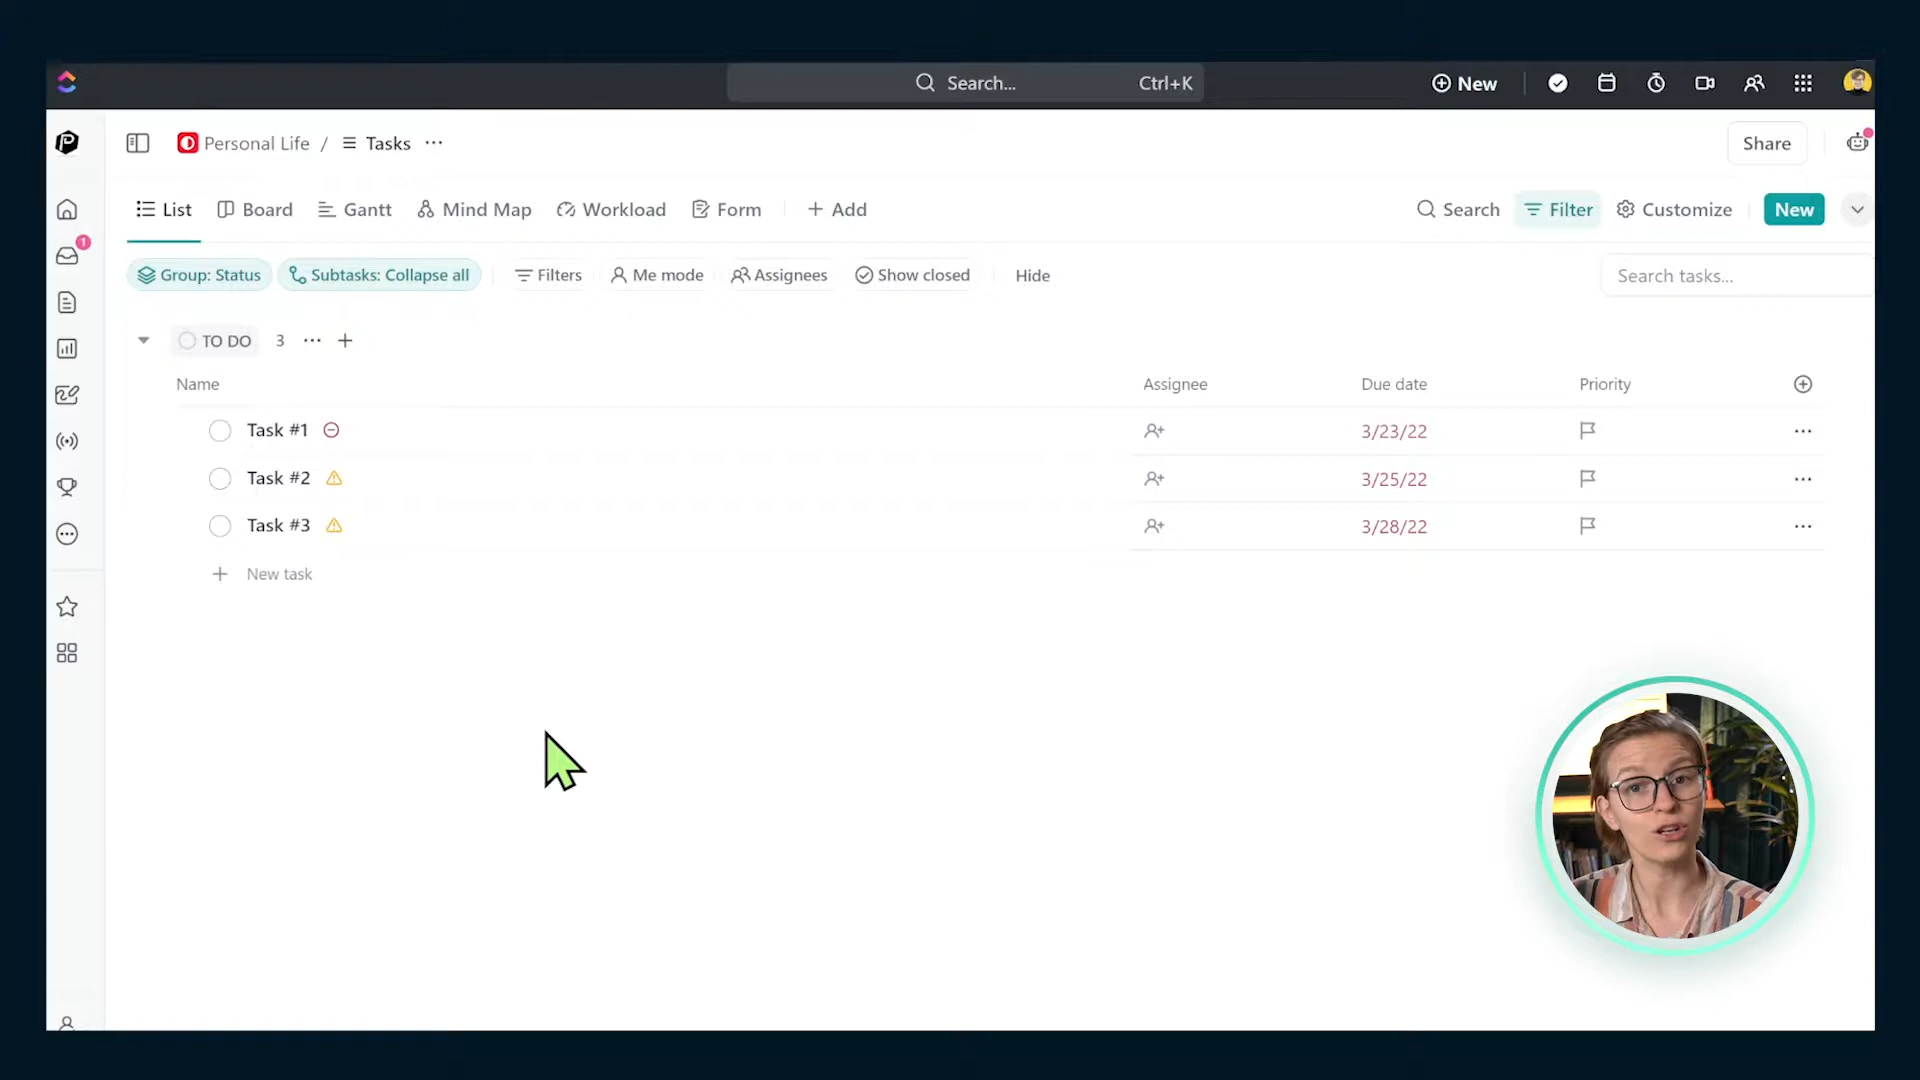 Search... Ctrl+K New
Personal Life / Tasks ... Share
List Board Gantt Mind Map Workload Form + Add Search Filter Customize New
1
Group: Status Subtasks: Collapse all Filters Me mode Assignees Show closed Hide Search tasks...
TO DO 3 ... +
Name Assignee Due date Priority
Task #1 3/23/22 ...
Task #2 3/25/22 ...
Task #3 3/28/22 ...
+ New task